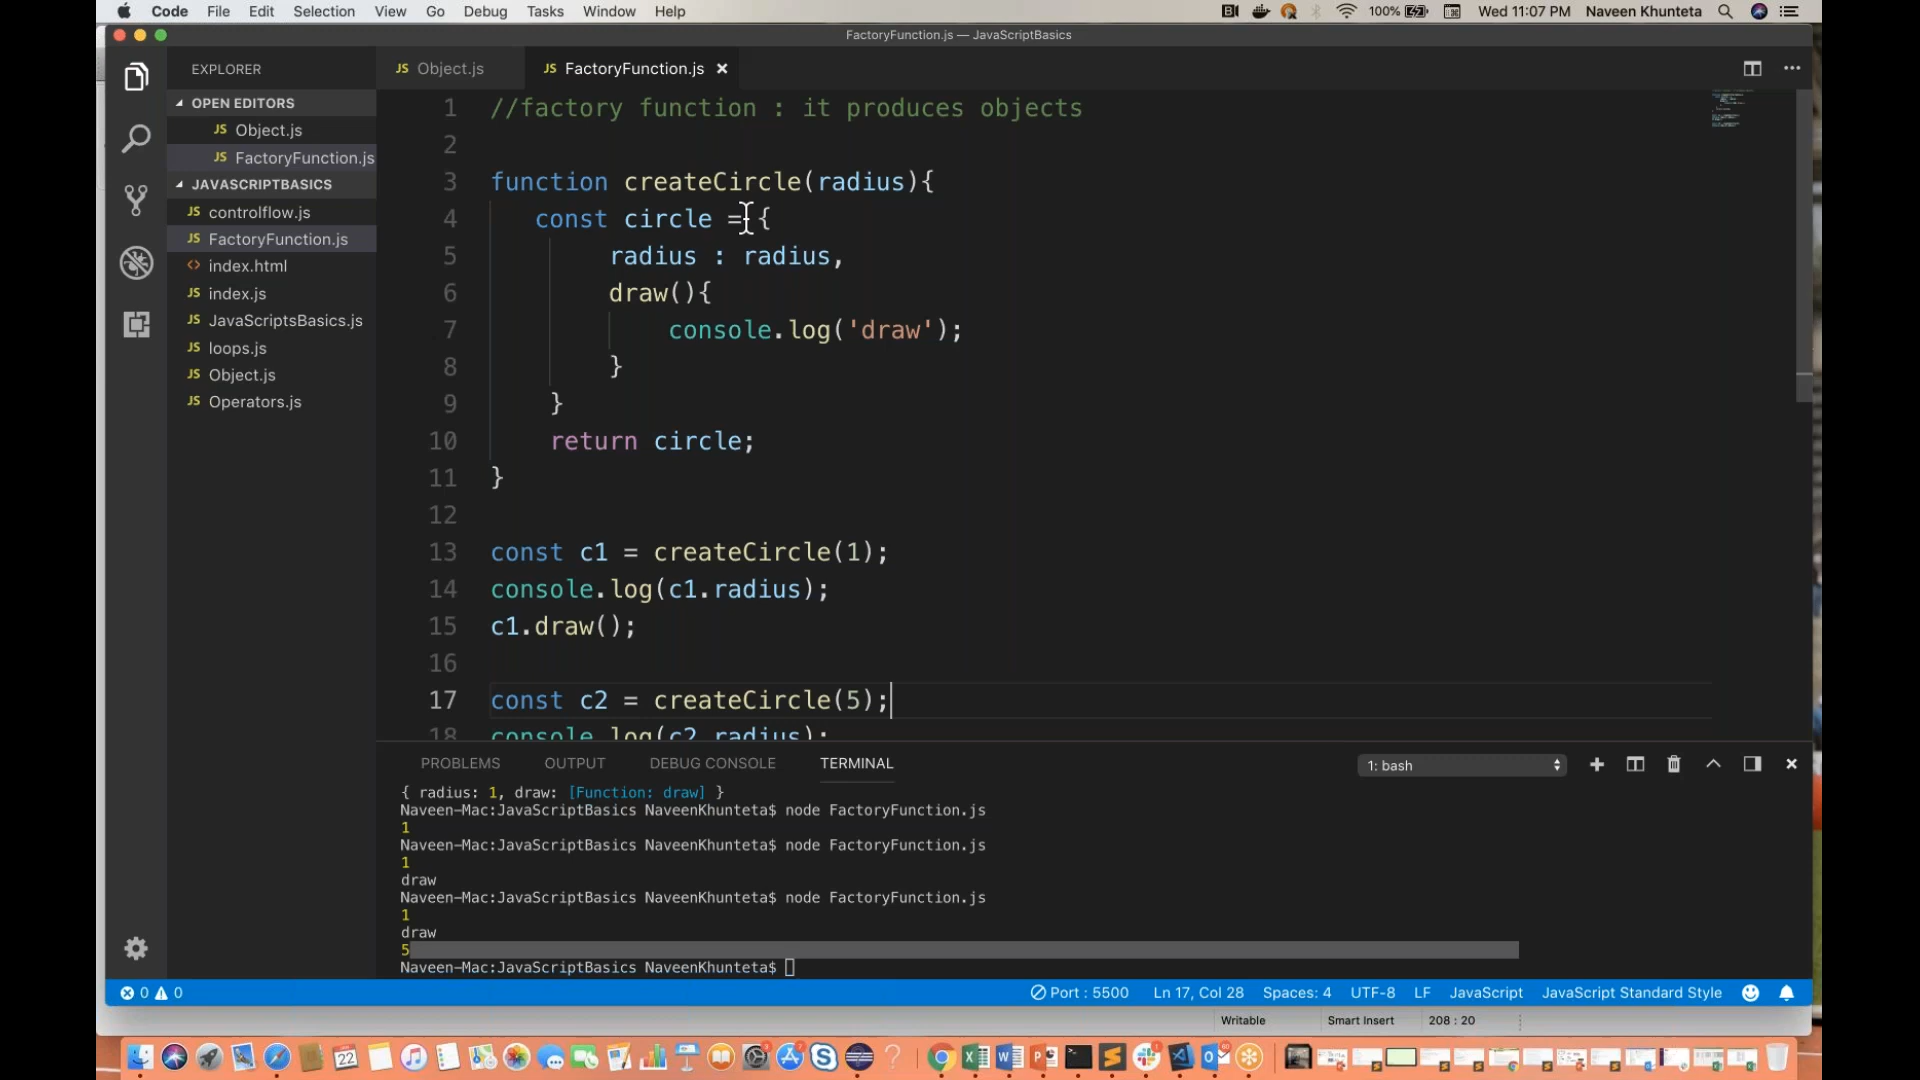 Code File Edit Selection View Go Debug Tasks Window Help
100% Wed 11:07 PM Naveen Khunteta
FactoryFunction.js — JavaScriptBasics
EXPLORER
OPEN EDITORS
JS Object.js
JS FactoryFunction.js
JAVASCRIPTBASICS
JS controlflow.js
JS FactoryFunction.js
<> index.html
JS index.js
JS JavaScriptsBasics.js
JS loops.js
JS Object.js
JS Operators.js
JS Object.js JS FactoryFunction.js
1 //factory function : it produces objects
2
3 function createCircle(radius){
4 const circle = {
5 radius : radius,
6 draw(){
7 console.log('draw');
8 }
9 }
10 return circle;
11 }
12
13 const c1 = createCircle(1);
14 console.log(c1.radius);
15 c1.draw();
16
17 const c2 = createCircle(5);
18 console.log(c2.radius);
PROBLEMS OUTPUT DEBUG CONSOLE TERMINAL 1: bash
{ radius: 1, draw: [Function: draw] }
Naveen-Mac:JavaScriptBasics NaveenKhunteta$ node FactoryFunction.js
1
Naveen-Mac:JavaScriptBasics NaveenKhunteta$ node FactoryFunction.js
1
draw
Naveen-Mac:JavaScriptBasics NaveenKhunteta$ node FactoryFunction.js
1
draw
5
Naveen-Mac:JavaScriptBasics NaveenKhunteta$
0 0 Port : 5500 Ln 17, Col 28 Spaces: 4 UTF-8 LF JavaScript JavaScript Standard Style
Writable Smart Insert 208 : 20
22